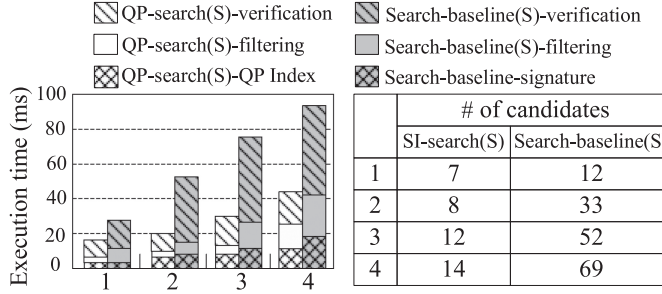 QP-search(S)-verification
QP-search(S)-filtering
QP-search(S)-QP Index
Search-baseline(S)-verification
Search-baseline(S)-filtering
Search-baseline-signature
Execution time (ms)
100
80
60
40
20
0
1 2 3 4
# of candidates
SI-search(S) Search-baseline(S
1 7 12
2 8 33
3 12 52
4 14 69